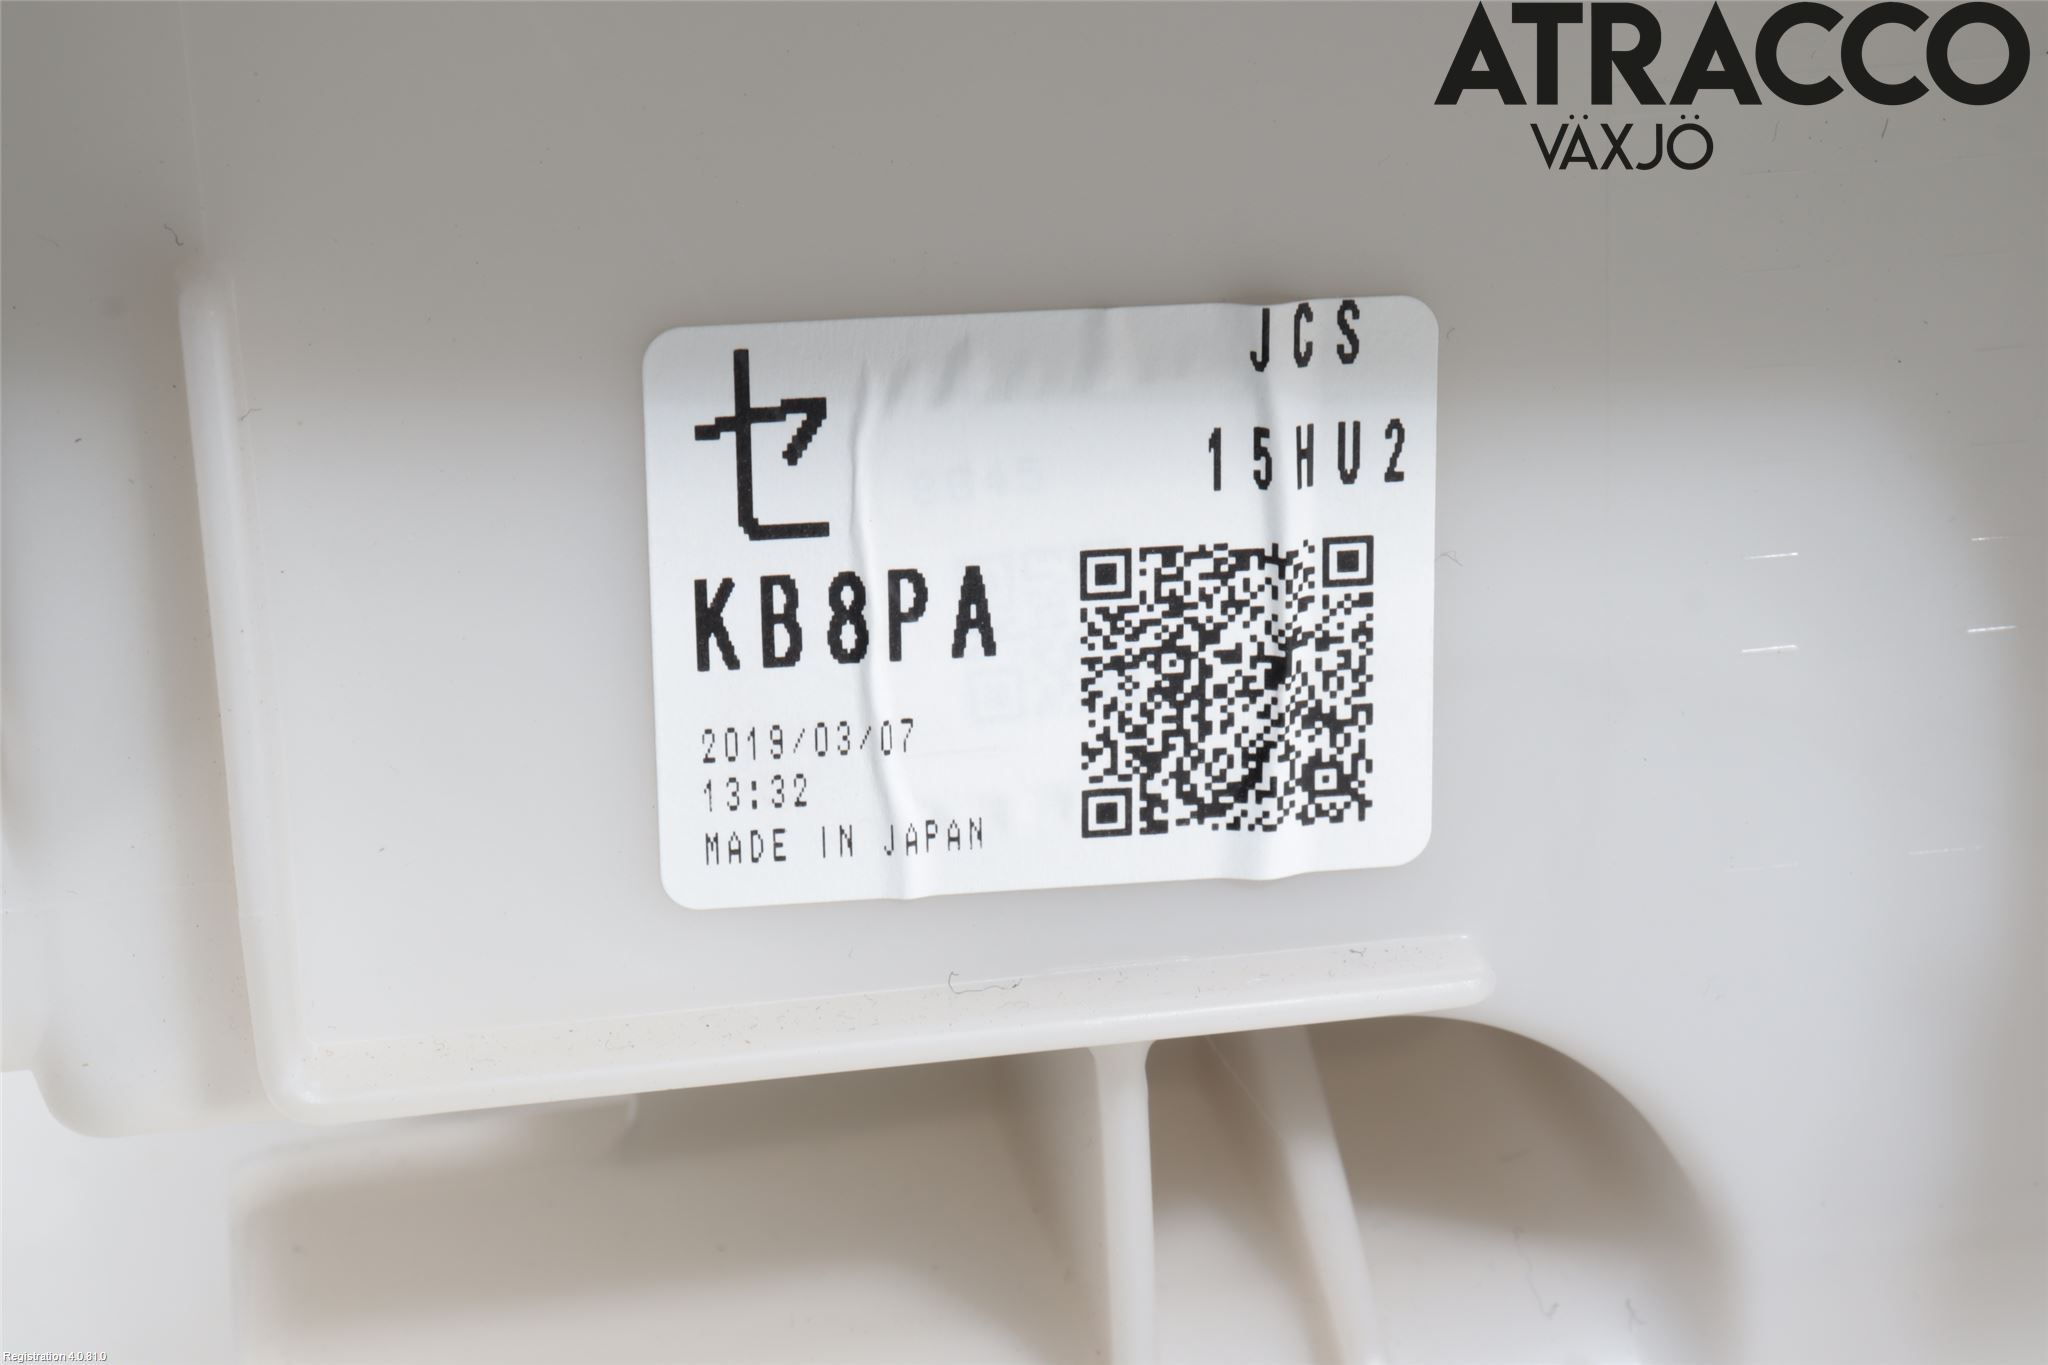 ATRACCO
VÄXJÖ
JCS
セ
15HU2
KB8PA
2019/03/07
13:32
MADE IN JAPAN
Registration 4.0.81.0